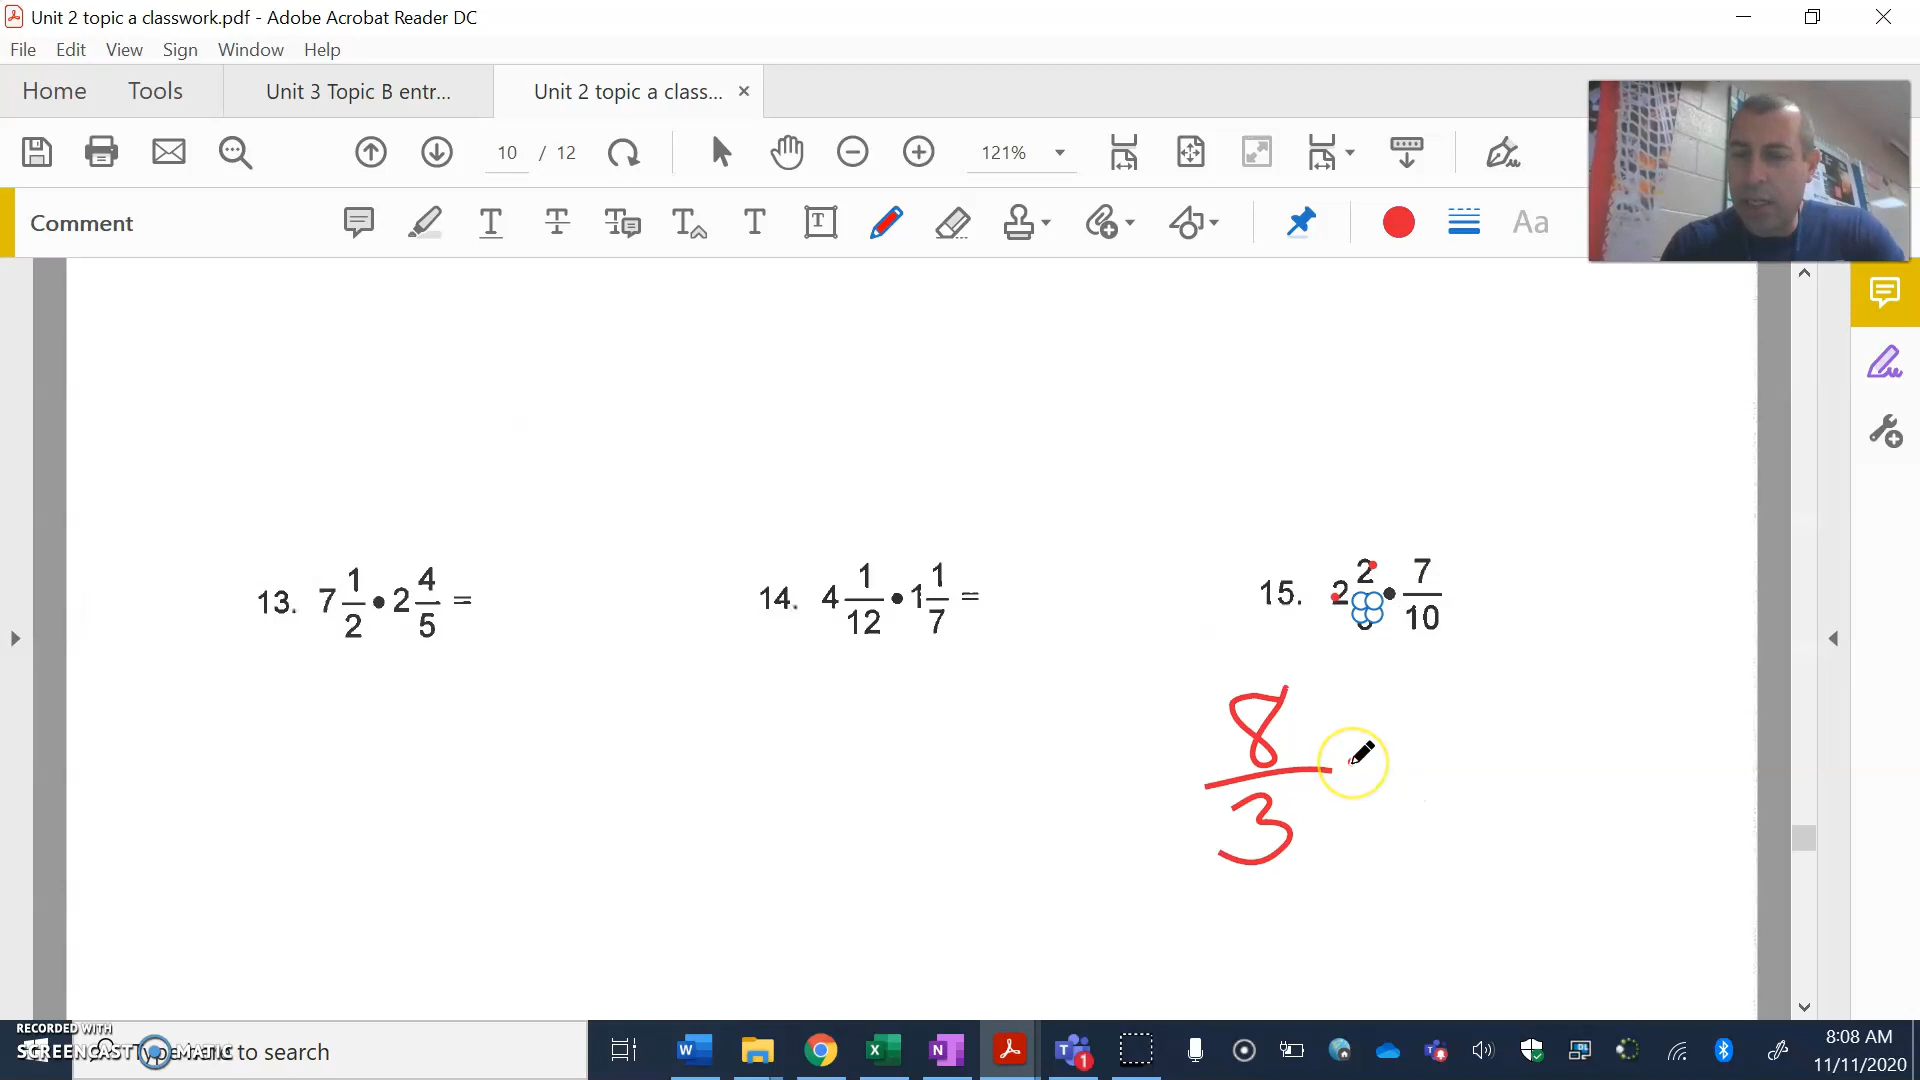 Unit 2 topic a classwork.pdf - Adobe Acrobat Reader DC
File Edit View Sign Window Help
Home Tools Unit 3 Topic B entr... Unit 2 topic a class... ×
10 / 12 121%
Comment T T T T T T Aa
13. 7 1/2 • 2 4/5 =
14. 4 1/12 • 1 1/7 =
15. 2 2/ • 7/10
8/3
RECORDED WITH
SCREENCAST MATIC
to search
8:08 AM
11/11/2020
1